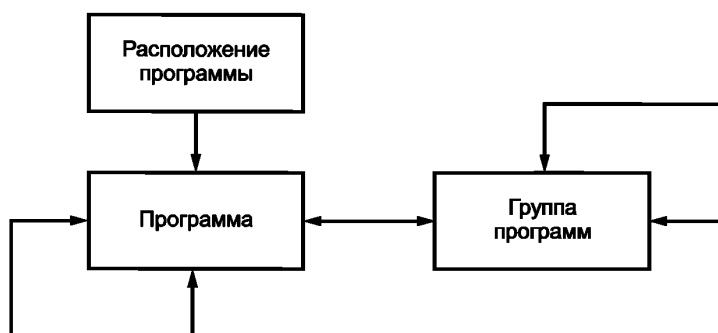 Расположение
программы
Программа
Группа
программ